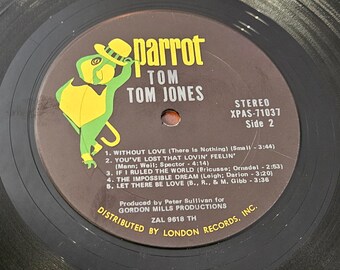 parrot
TOM
TOM JONES
STEREO
XPAS-71037
Side 2
1. WITHOUT LOVE (There Is Nothing) (Small - 3:44)
2. YOU'VE LOST THAT LOVIN' FEELIN'
(Mann; Weil; Spector - 4:14)
3. IF I RULED THE WORLD (Bricusse; Ornadel - 2:53)
4. THE IMPOSSIBLE DREAM (Leigh; Darion - 3:20)
5. LET THERE BE LOVE (B., R., & M. Gibb - 3:36
Produced by Peter Sullivan for
GORDON MILLS PRODUCTIONS
ZAL 9618 TH
DISTRIBUTED BY LONDON RECORDS, INC.